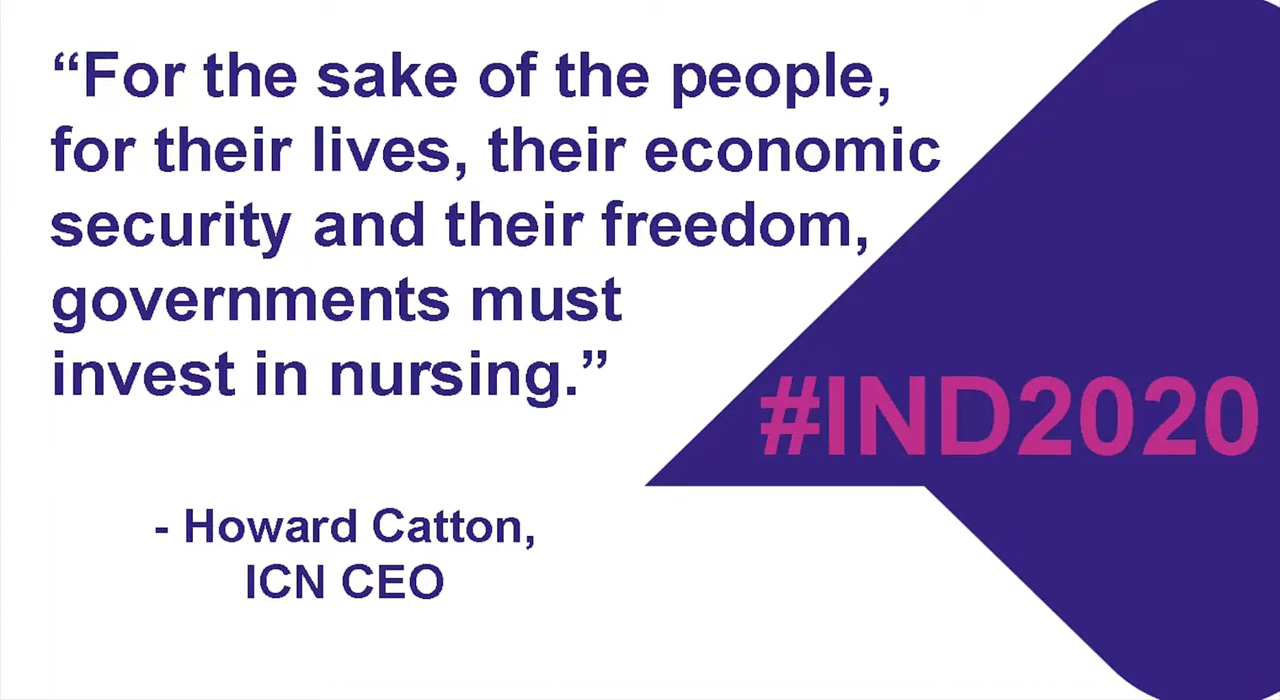 “For the sake of the people,
for their lives, their economic
security and their freedom,
governments must
invest in nursing.”
#IND2020
- Howard Catton,
ICN CEO